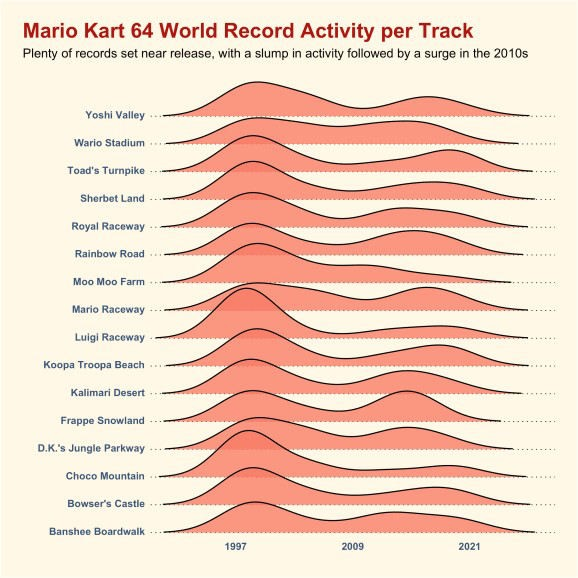 Mario Kart 64 World Record Activity per Track
Plenty of records set near release, with a slump in activity followed by a surge in the 2010s
Yoshi Valley
Wario Stadium
Toad's Turnpike
Sherbet Land
Royal Raceway
Rainbow Road
Moo Moo Farm
Mario Raceway
Luigi Raceway
Koopa Troopa Beach
Kalimari Desert
Frappe Snowland
D.K.'s Jungle Parkway
Choco Mountain
Bowser's Castle
Banshee Boardwalk
1997 2009 2021